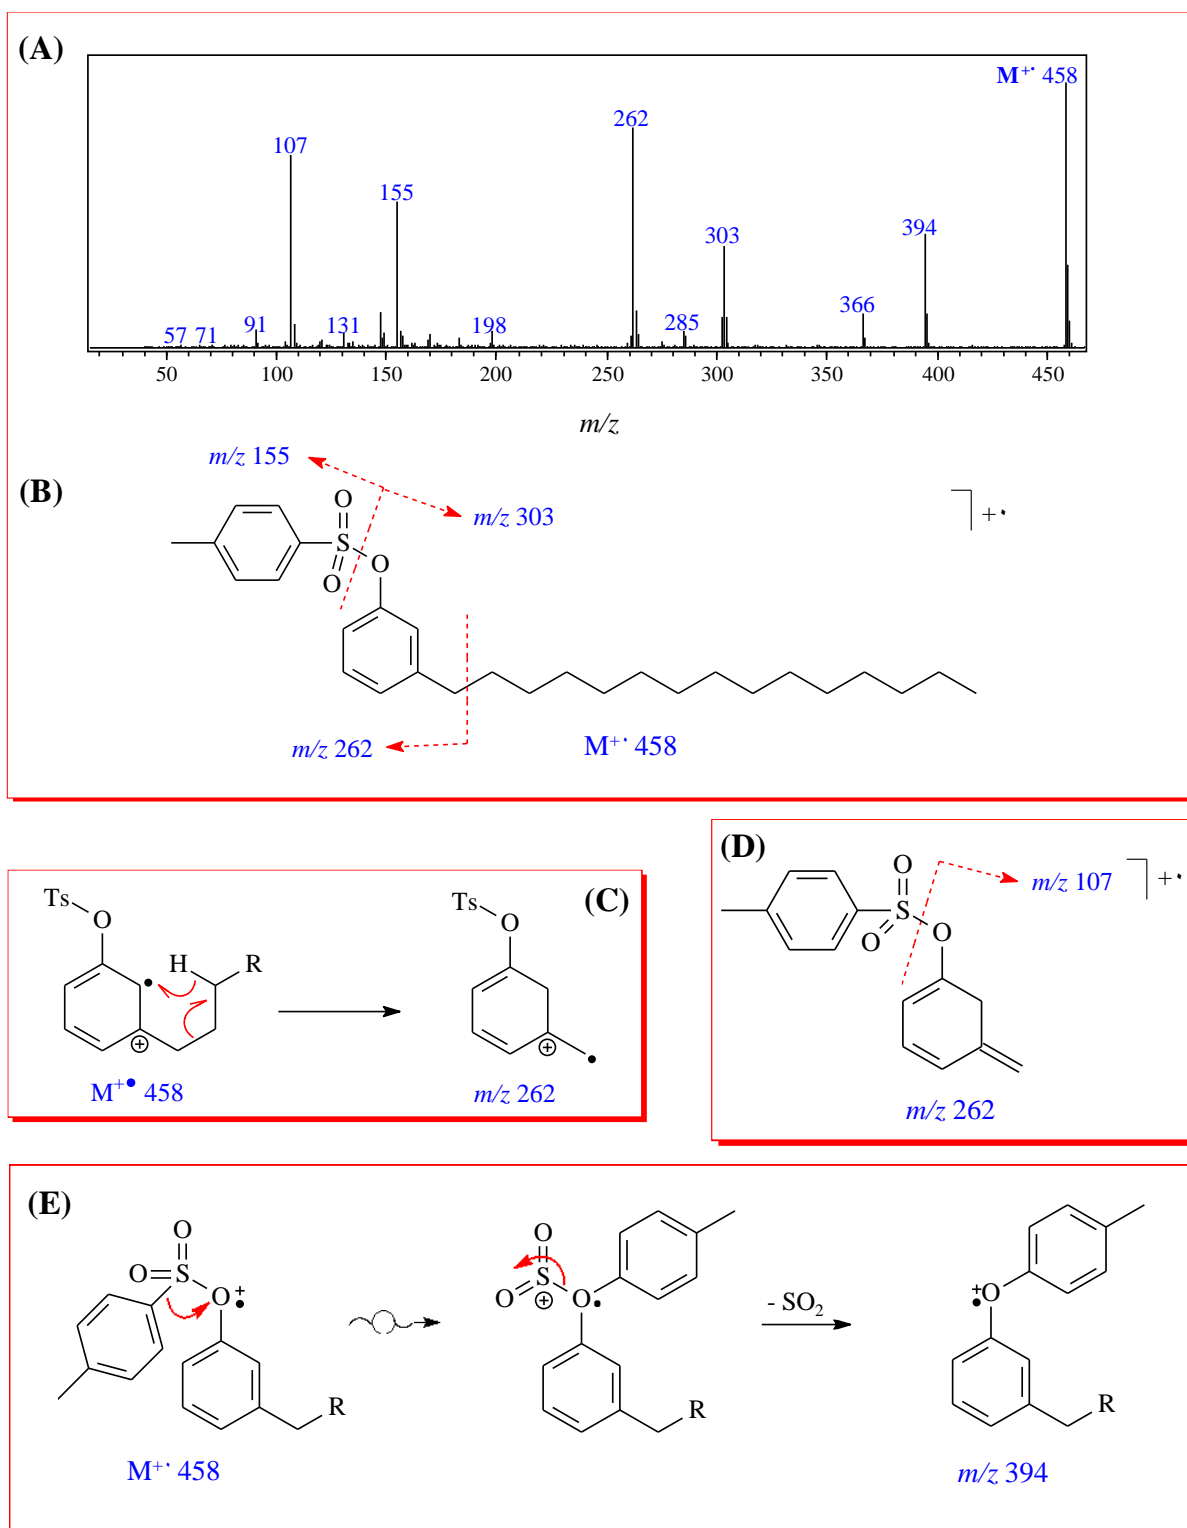 (A)
M+· 458
262
107
155
303
394
366
285
57 71 91 131 198
50 100 150 200 250 300 350 400 450
m/z
(B)
m/z 155
m/z 303
O
S
O
O
+·
m/z 262
M+· 458
(C)
Ts
O
H
R
+
M+• 458
Ts
O
+
m/z 262
(D)
O
S
O
O
m/z 107
+·
m/z 262
(E)
O
O
S
O
+
R
M+· 458
O
S
O
+
O
R
- SO2
+
O
R
m/z 394